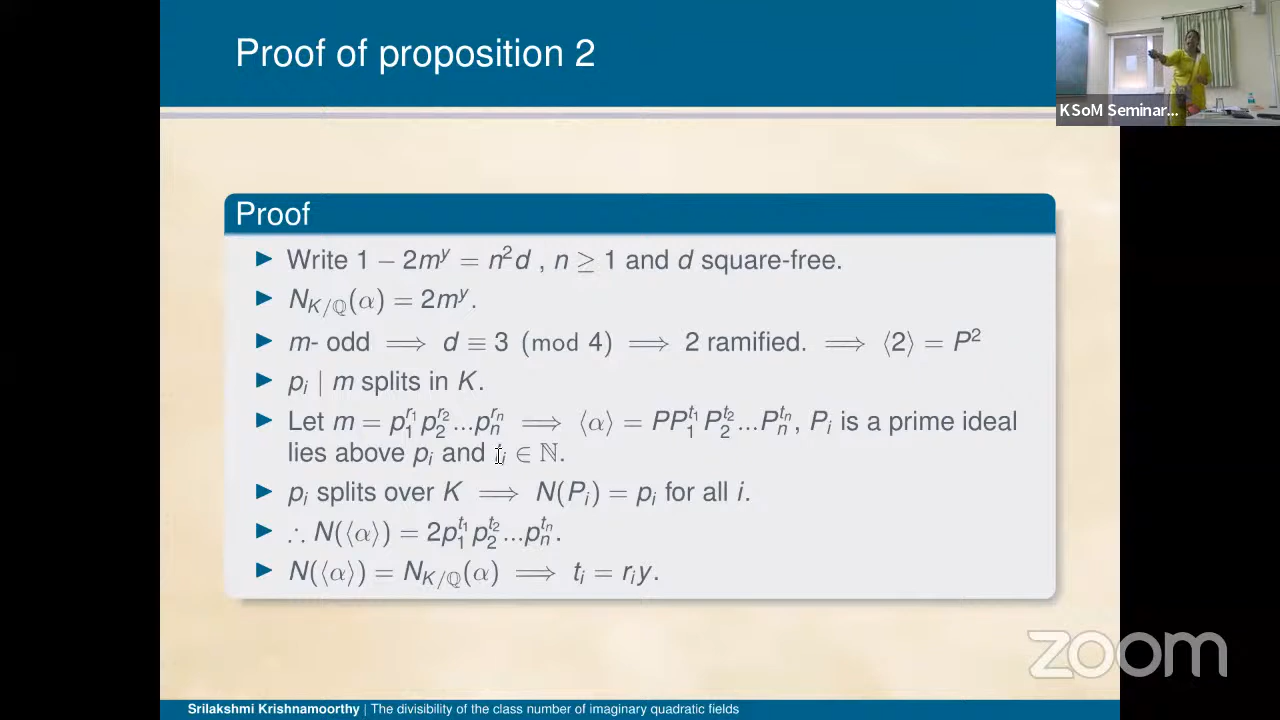 Proof of proposition 2
KSoM Seminar...
Proof
▶ Write 1 − 2m^y = n²d , n ≥ 1 and d square-free.
▶ N_{K/ℚ}(α) = 2m^y.
▶ m- odd ⟹ d ≡ 3 (mod 4) ⟹ 2 ramified. ⟹ ⟨2⟩ = P²
▶ p_i | m splits in K.
▶ Let m = p_1^{r_1} p_2^{r_2}...p_n^{r_n} ⟹ ⟨α⟩ = PP_1^{t_1} P_2^{t_2}...P_n^{t_n}, P_i is a prime ideal
lies above p_i and t_i ∈ ℕ.
▶ p_i splits over K ⟹ N(P_i) = p_i for all i.
▶ ∴ N(⟨α⟩) = 2p_1^{t_1} p_2^{t_2}...p_n^{t_n}.
▶ N(⟨α⟩) = N_{K/ℚ}(α) ⟹ t_i = r_i y.
zoom
Srilakshmi Krishnamoorthy | The divisibility of the class number of imaginary quadratic fields